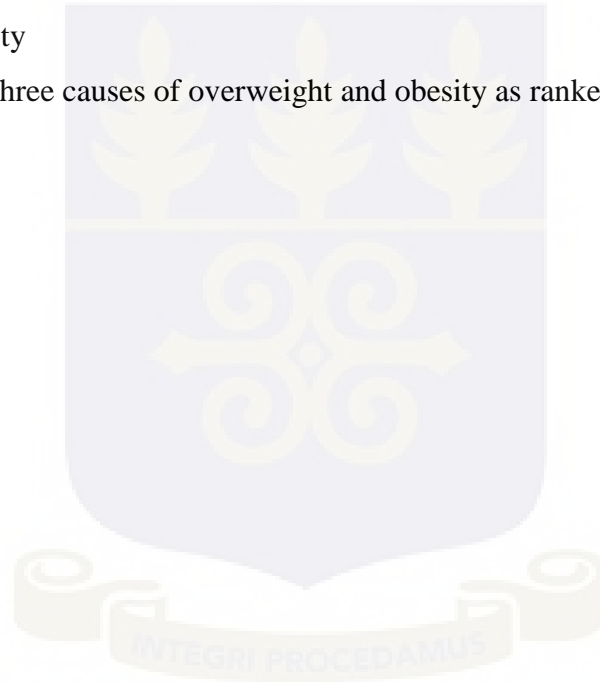 ty
hree causes of overweight and obesity as ranke
INTEGRI PROCEDAMUS